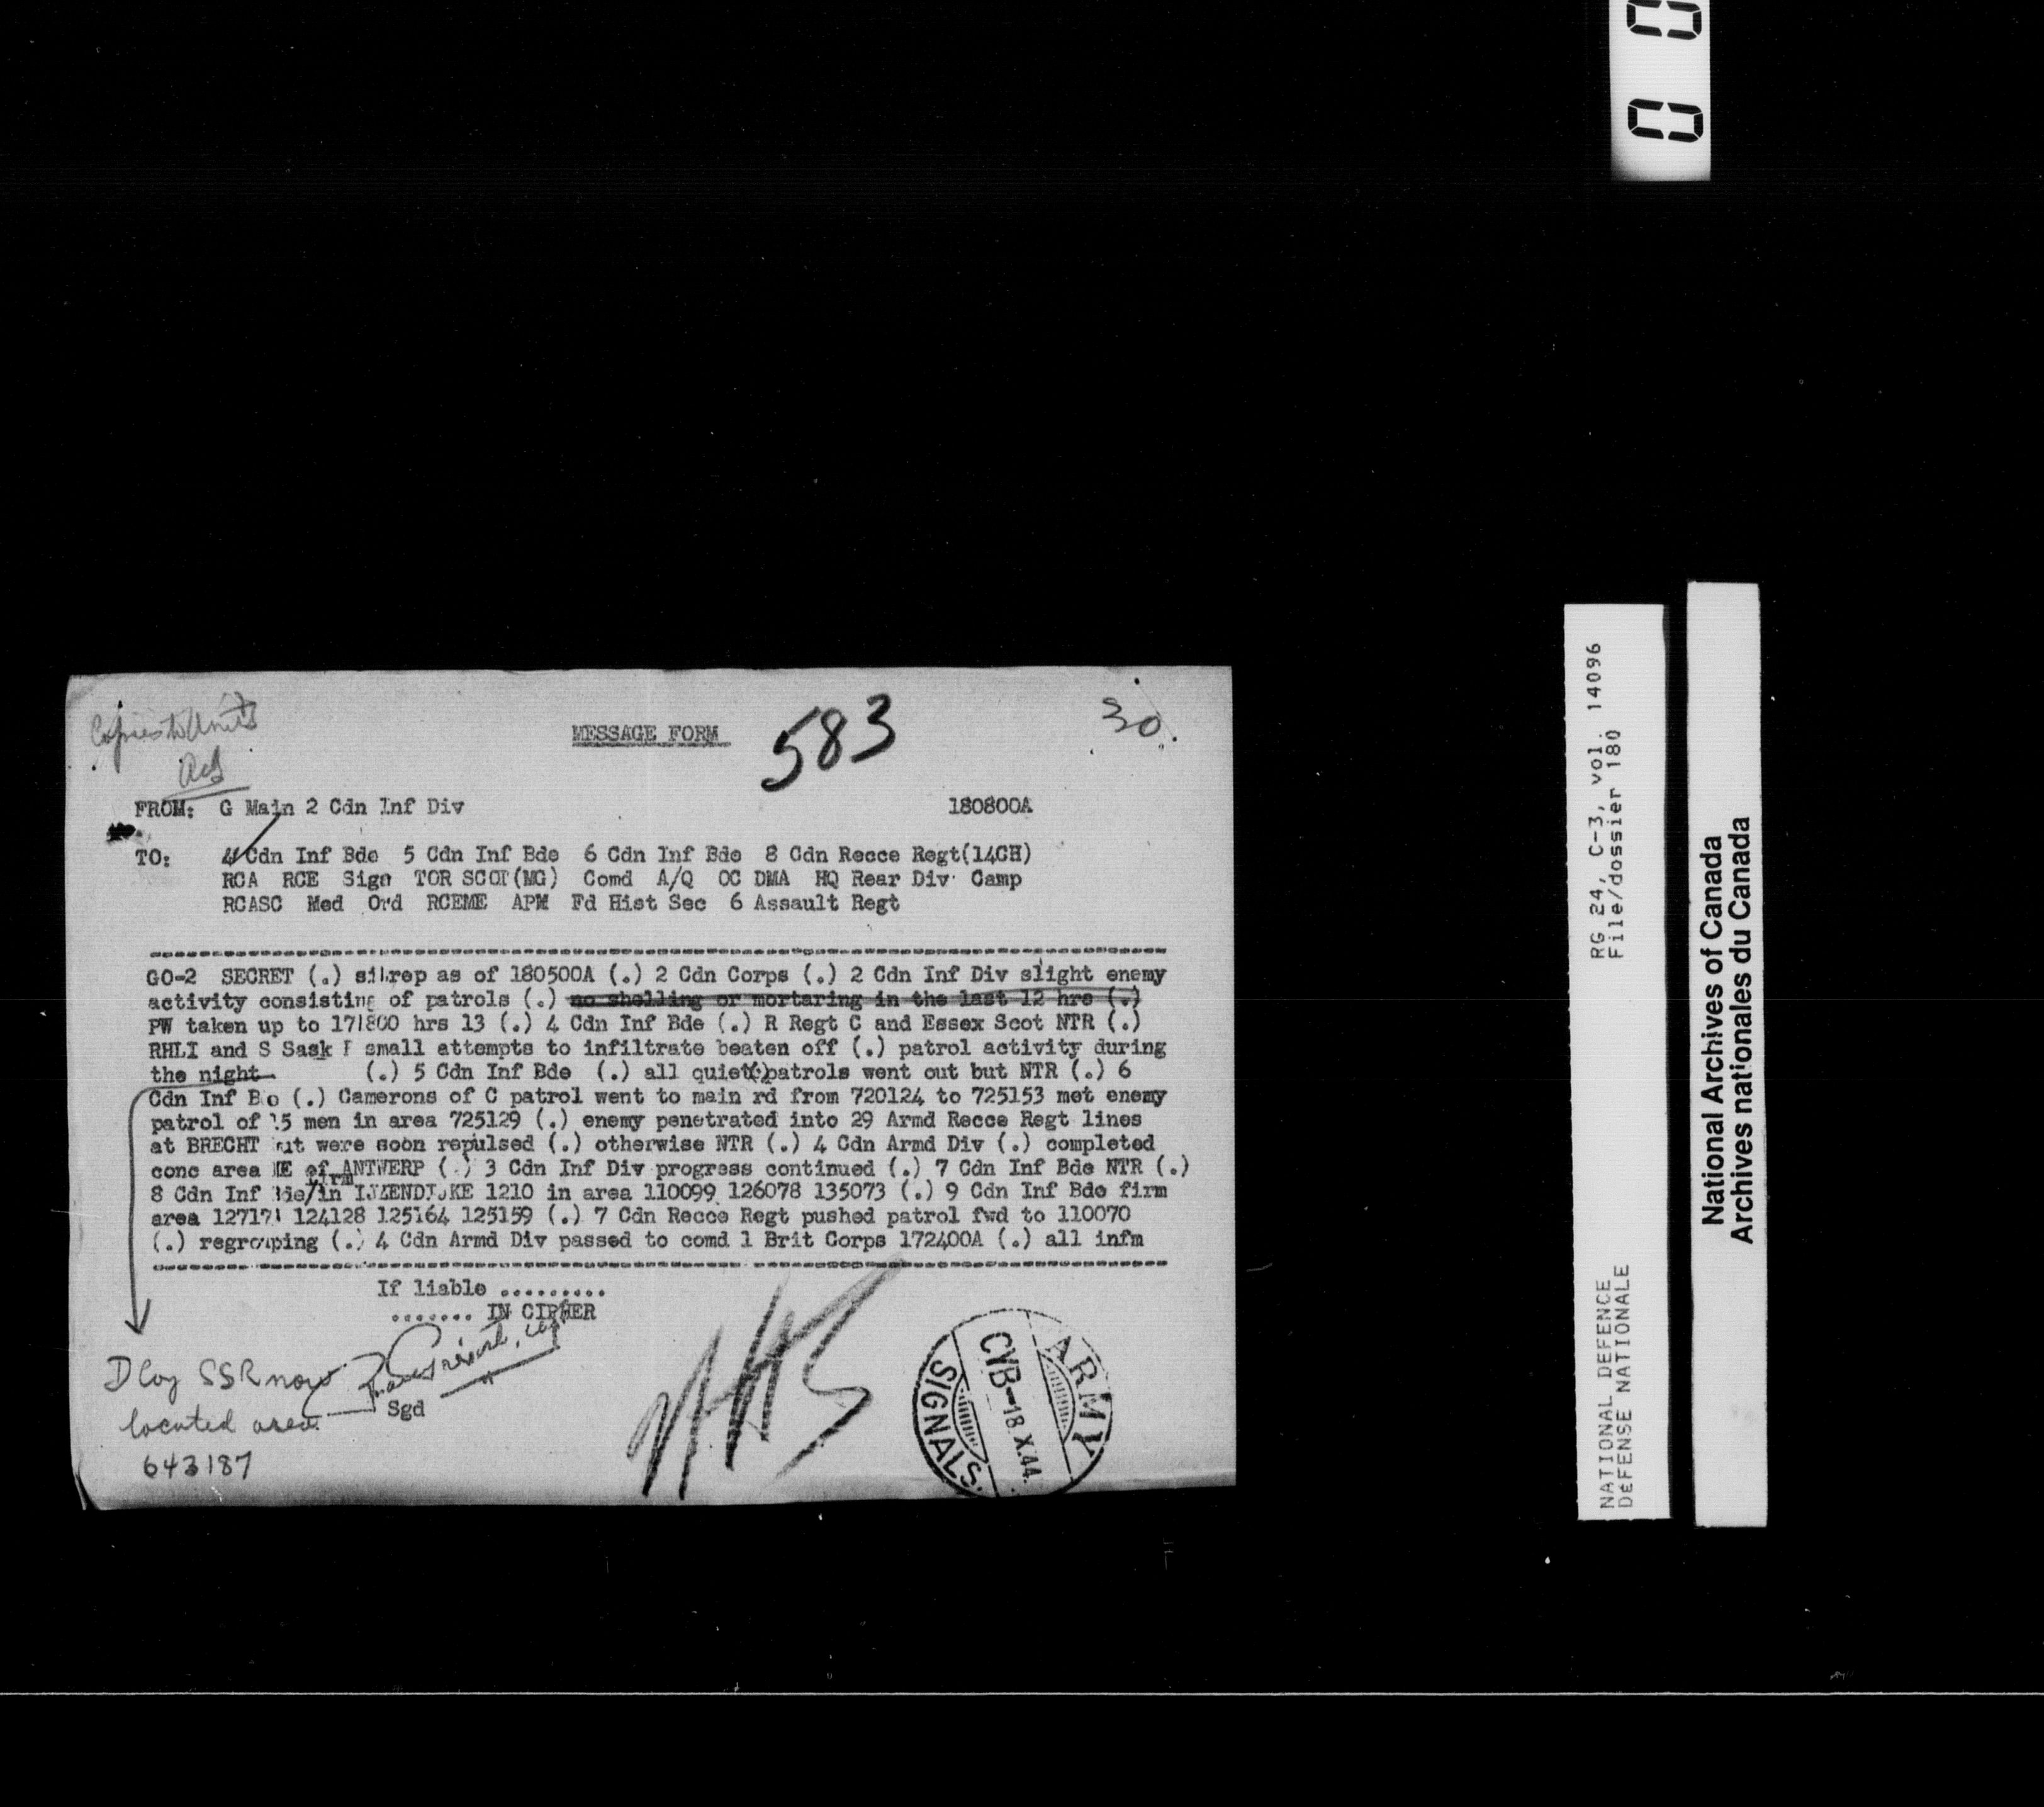 0 0
Copies to Units
583
30.
MESSAGE FORM
FROM: G Main 2 Cdn Inf Div 180800A
TO: 4 Cdn Inf Bde 5 Cdn Inf Bde 6 Cdn Inf Bde 8 Cdn Recce Regt(14CH)
RCA RCE Sign TOR SCOT(MG) Comd A/Q OC DMA HQ Rear Div Camp
RCASC Med Ord RCEME APM Fd Hist Sec 6 Assault Regt
GO-2 SECRET (.) sitrep as of 180500A (.) 2 Cdn Corps (.) 2 Cdn Inf Div slight enemy
activity consisting of patrols (.) no shelling or mortaring in the last 12 hrs (.)
PW taken up to 171800 hrs 13 (.) 4 Cdn Inf Bde (.) R Regt C and Essex Scot NTR (.)
RHLI and S Sask R small attempts to infiltrate beaten off (.) patrol activity during
the night (.) 5 Cdn Inf Bde (.) all quiet(.)patrols went out but NTR (.) 6
Cdn Inf Bde (.) Camerons of C patrol went to main rd from 720124 to 725153 met enemy
patrol of 15 men in area 725129 (.) enemy penetrated into 29 Armd Recce Regt lines
at BRECHT but were soon repulsed (.) otherwise NTR (.) 4 Cdn Armd Div (.) completed
conc area NE of ANTWERP (.) 3 Cdn Inf Div progress continued (.) 7 Cdn Inf Bde NTR (.)
8 Cdn Inf Bde/firm in IJZENDIJKE 1210 in area 110099 126078 135073 (.) 9 Cdn Inf Bde firm
area 127171 124128 125164 125159 (.) 7 Cdn Recce Regt pushed patrol fwd to 110070
(.) regrouping (.) 4 Cdn Armd Div passed to comd 1 Brit Corps 172400A (.) all infm
If liable .........
....... IN CIPHER
Sgd
D Coy SSR now
located area
643187
ARMY
CYB-18.X.44.
SIGNALS.
RG 24, C-3, vol. 14096
File/dossier 180
NATIONAL DEFENCE
DÉFENSE NATIONALE
National Archives of Canada
Archives nationales du Canada